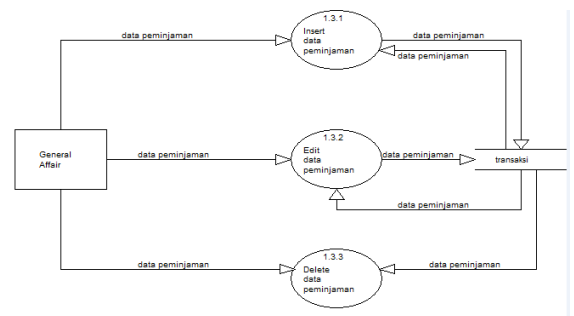 1.3.1
Insert
data
peminjaman
data peminjaman
data peminjaman
data peminjaman
General
Affair
data peminjaman
1.3.2
Edit
data
peminjaman
data peminjaman
transaksi
data peminjaman
data peminjaman
1.3.3
Delete
data
peminjaman
data peminjaman